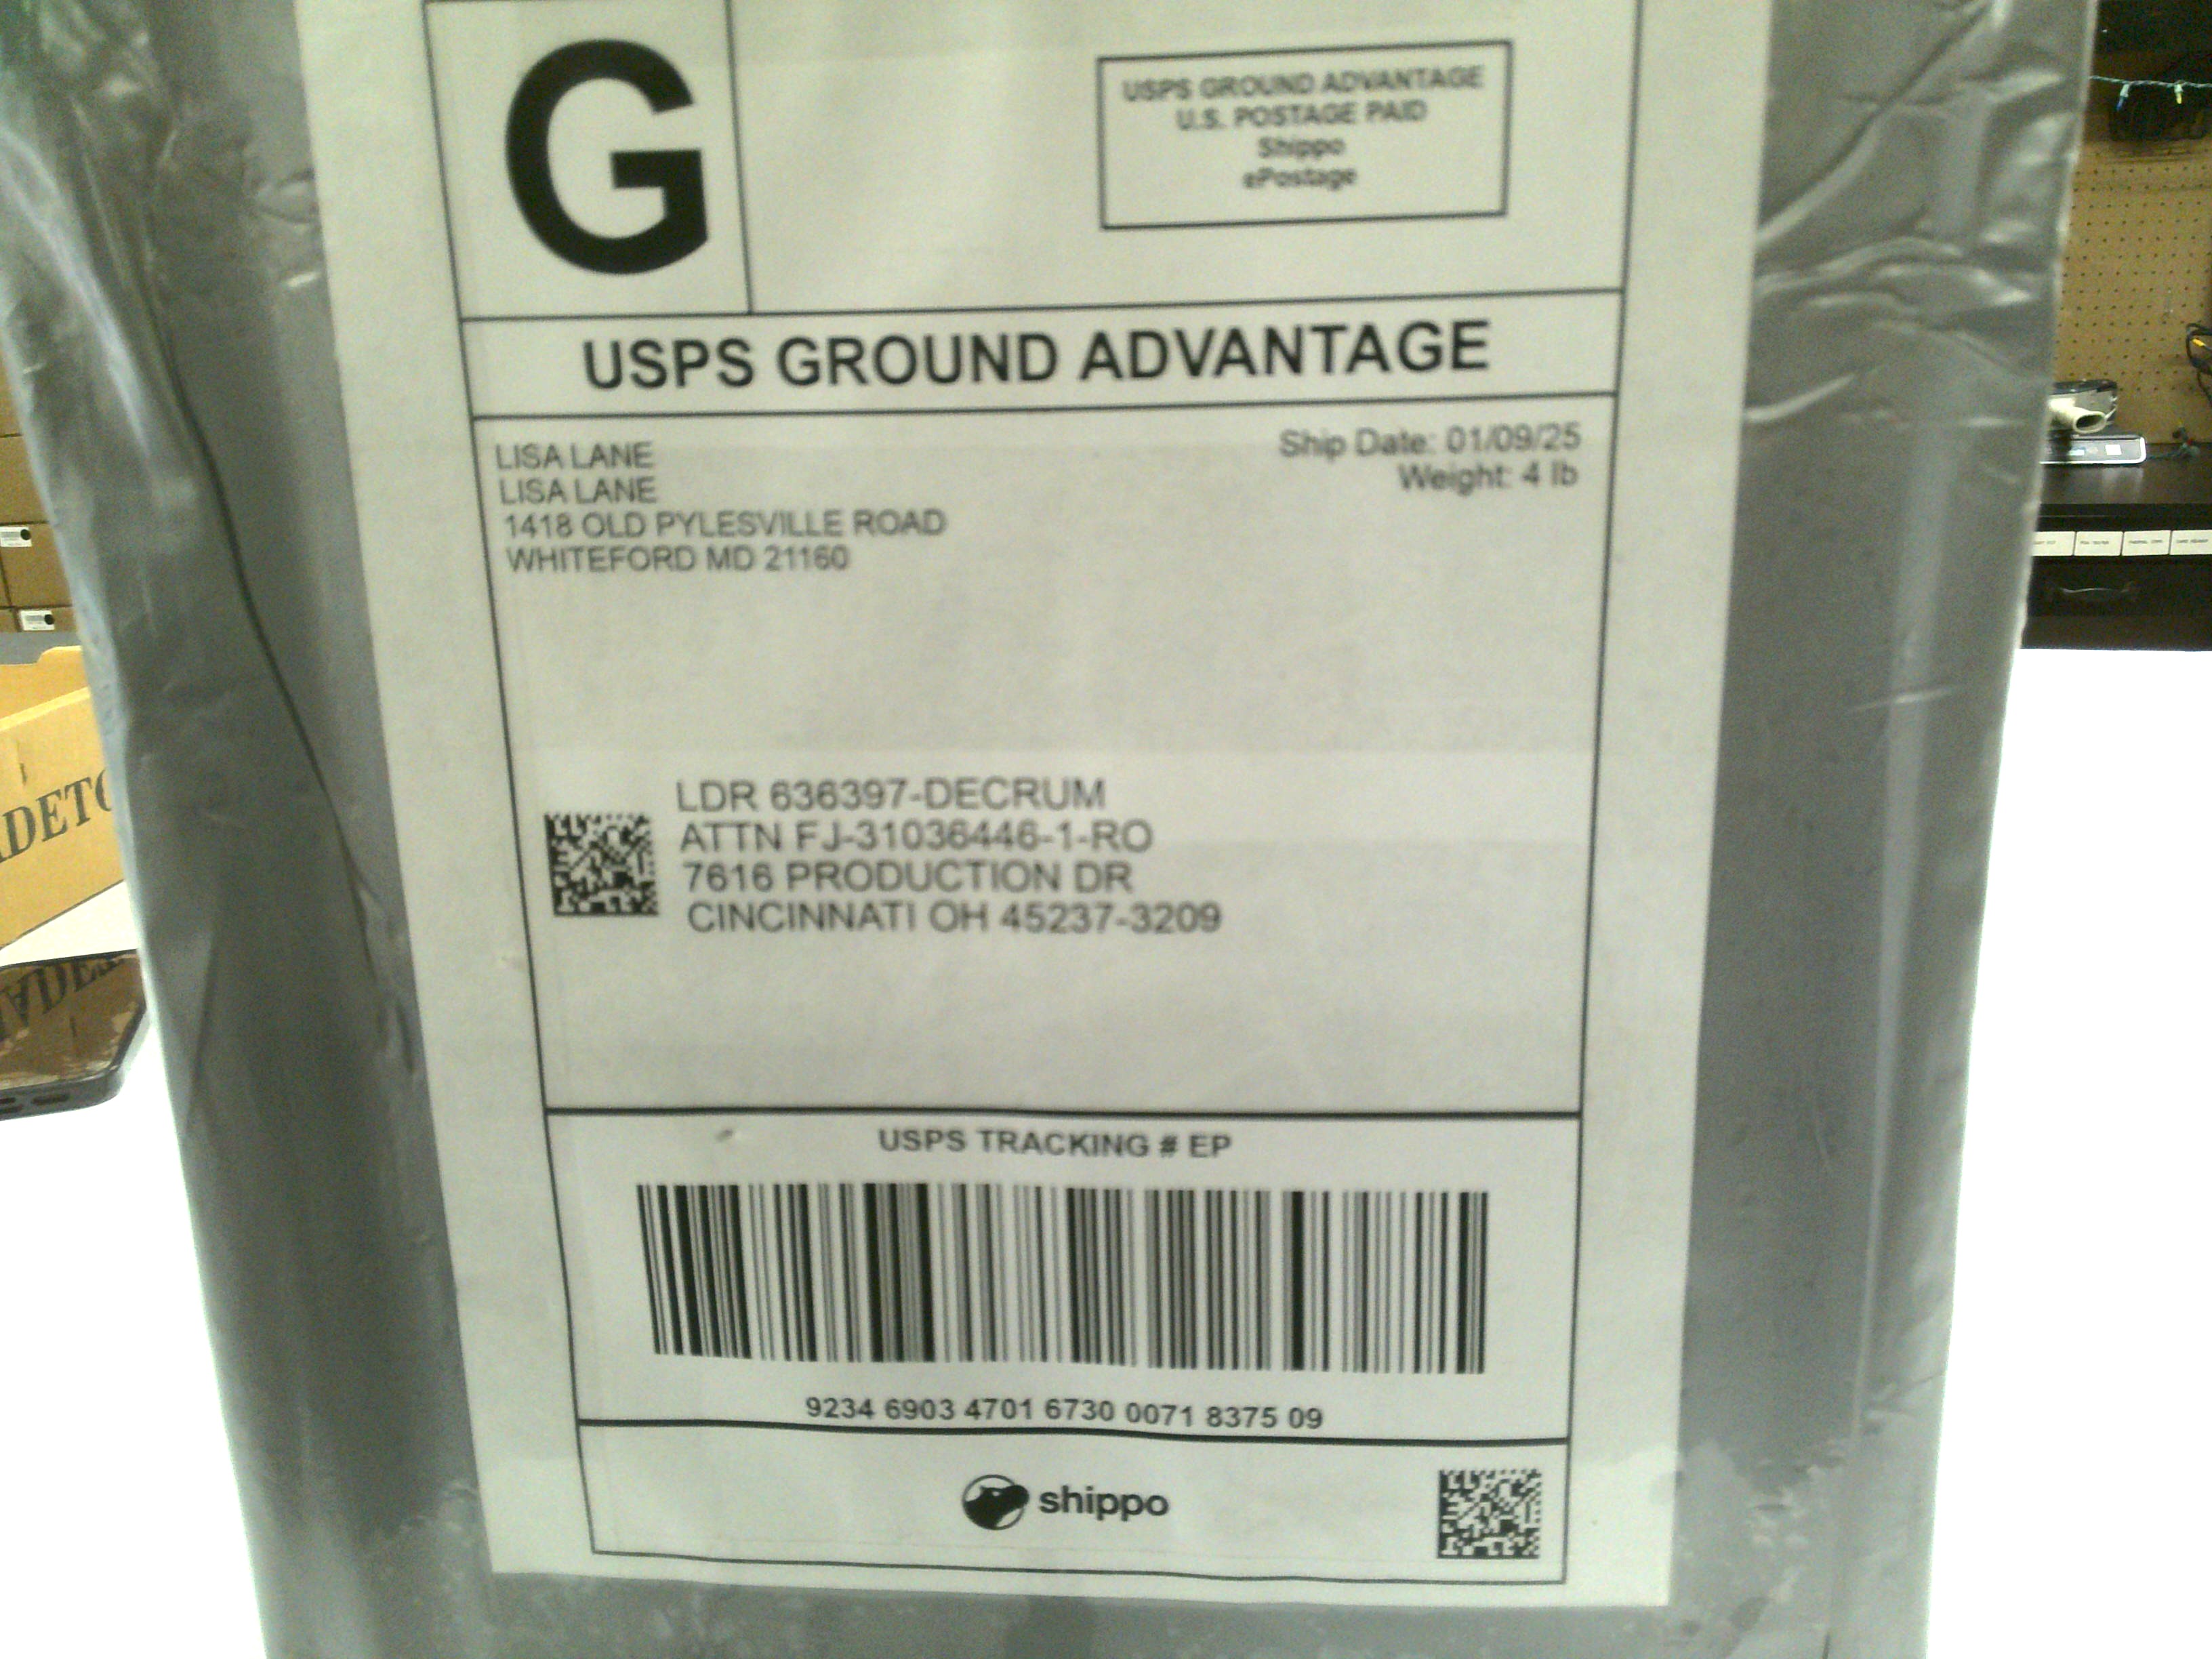 G
USPS GROUND ADVANTAGE
U.S. POSTAGE PAID
Shippo
ePostage
USPS GROUND ADVANTAGE
LISA LANE
LISA LANE
1418 OLD PYLESVILLE ROAD
WHITEFORD MD 21160
Ship Date: 01/09/25
Weight: 4 lb
LDR 636397-DECRUM
ATTN FJ-31036446-1-RO
7616 PRODUCTION DR
CINCINNATI OH 45237-3209
USPS TRACKING # EP
9234 6903 4701 6730 0071 8375 09
shippo